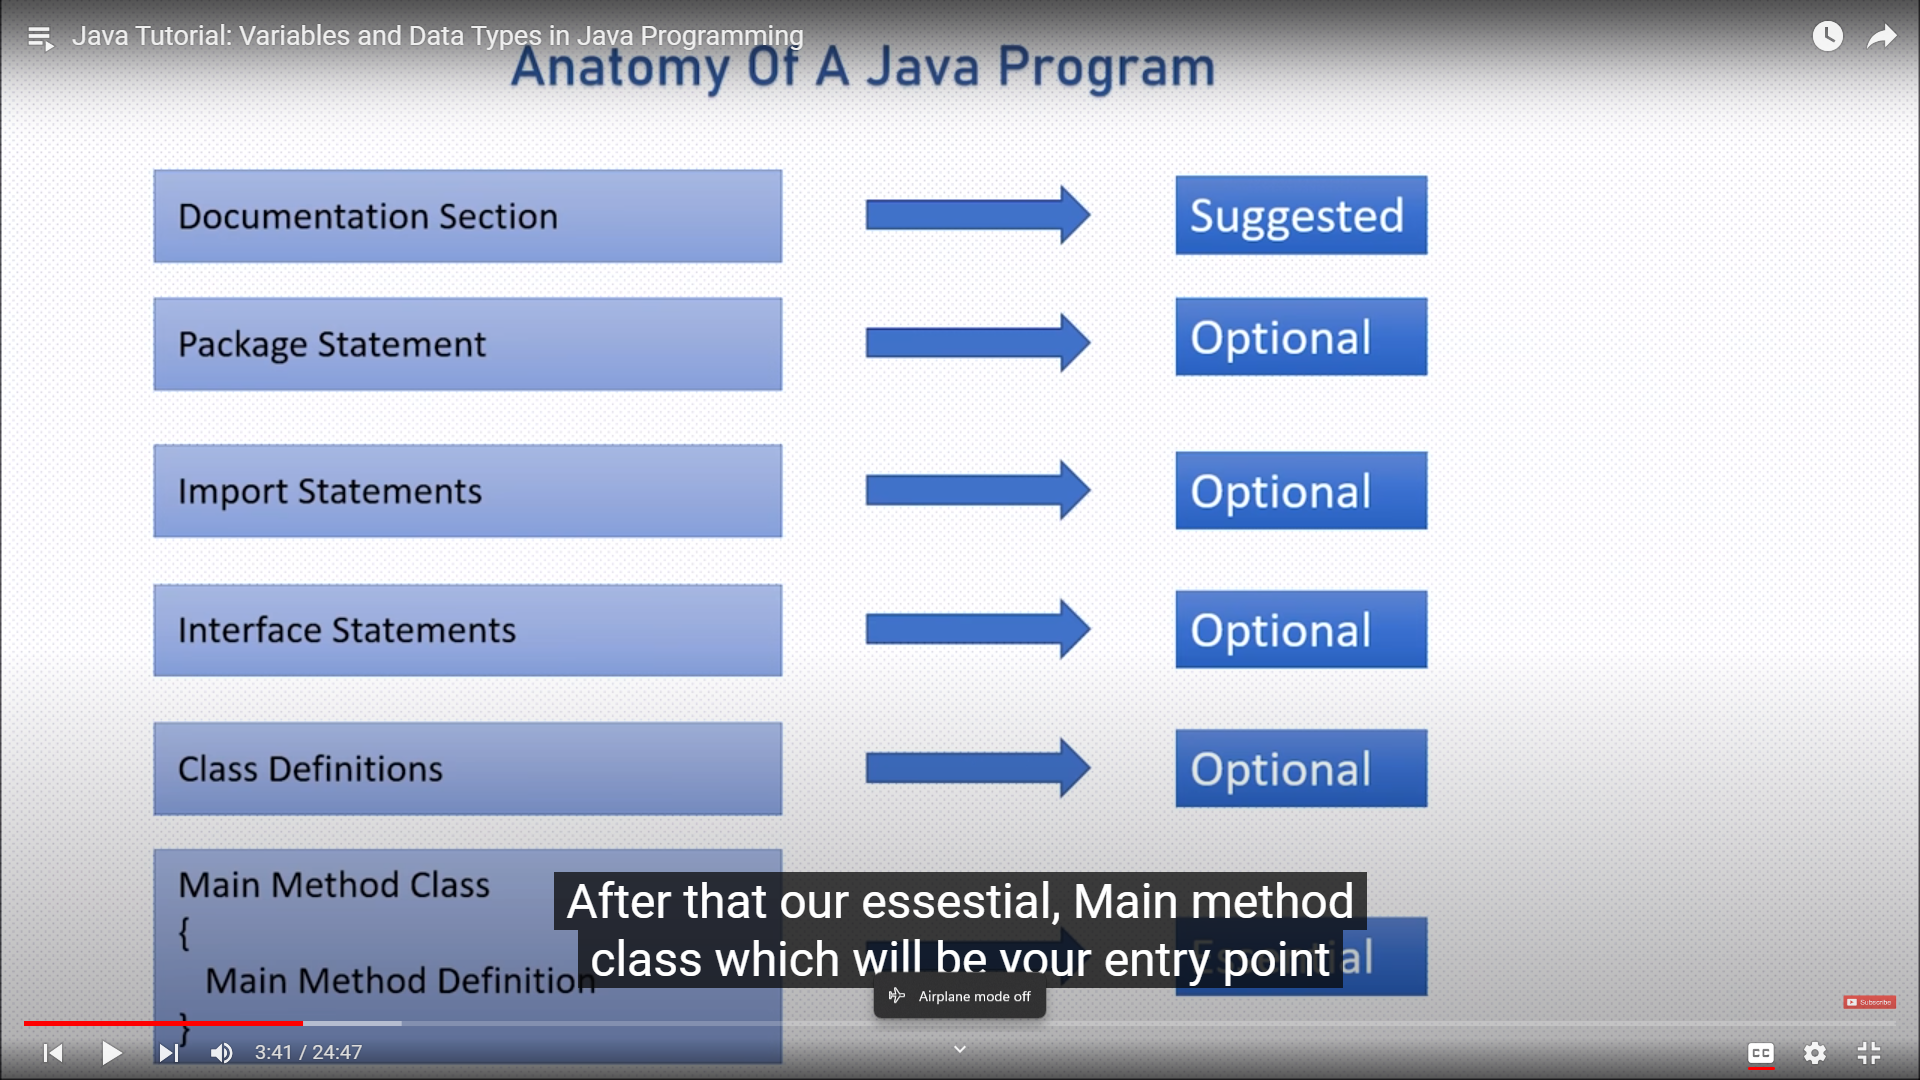 Java Tutorial: Variables and Data Types in Java Programming
Anatomy Of A Java Program
Documentation Section
Suggested
Package Statement
Optional
Import Statements
Optional
Interface Statements
Optional
Class Definitions
Optional
Main Method Class
{
Main Method Definition
}
Essential
After that our essestial, Main method
class which will be your entry point
Airplane mode off
Subscribe
3:41 / 24:47
CC